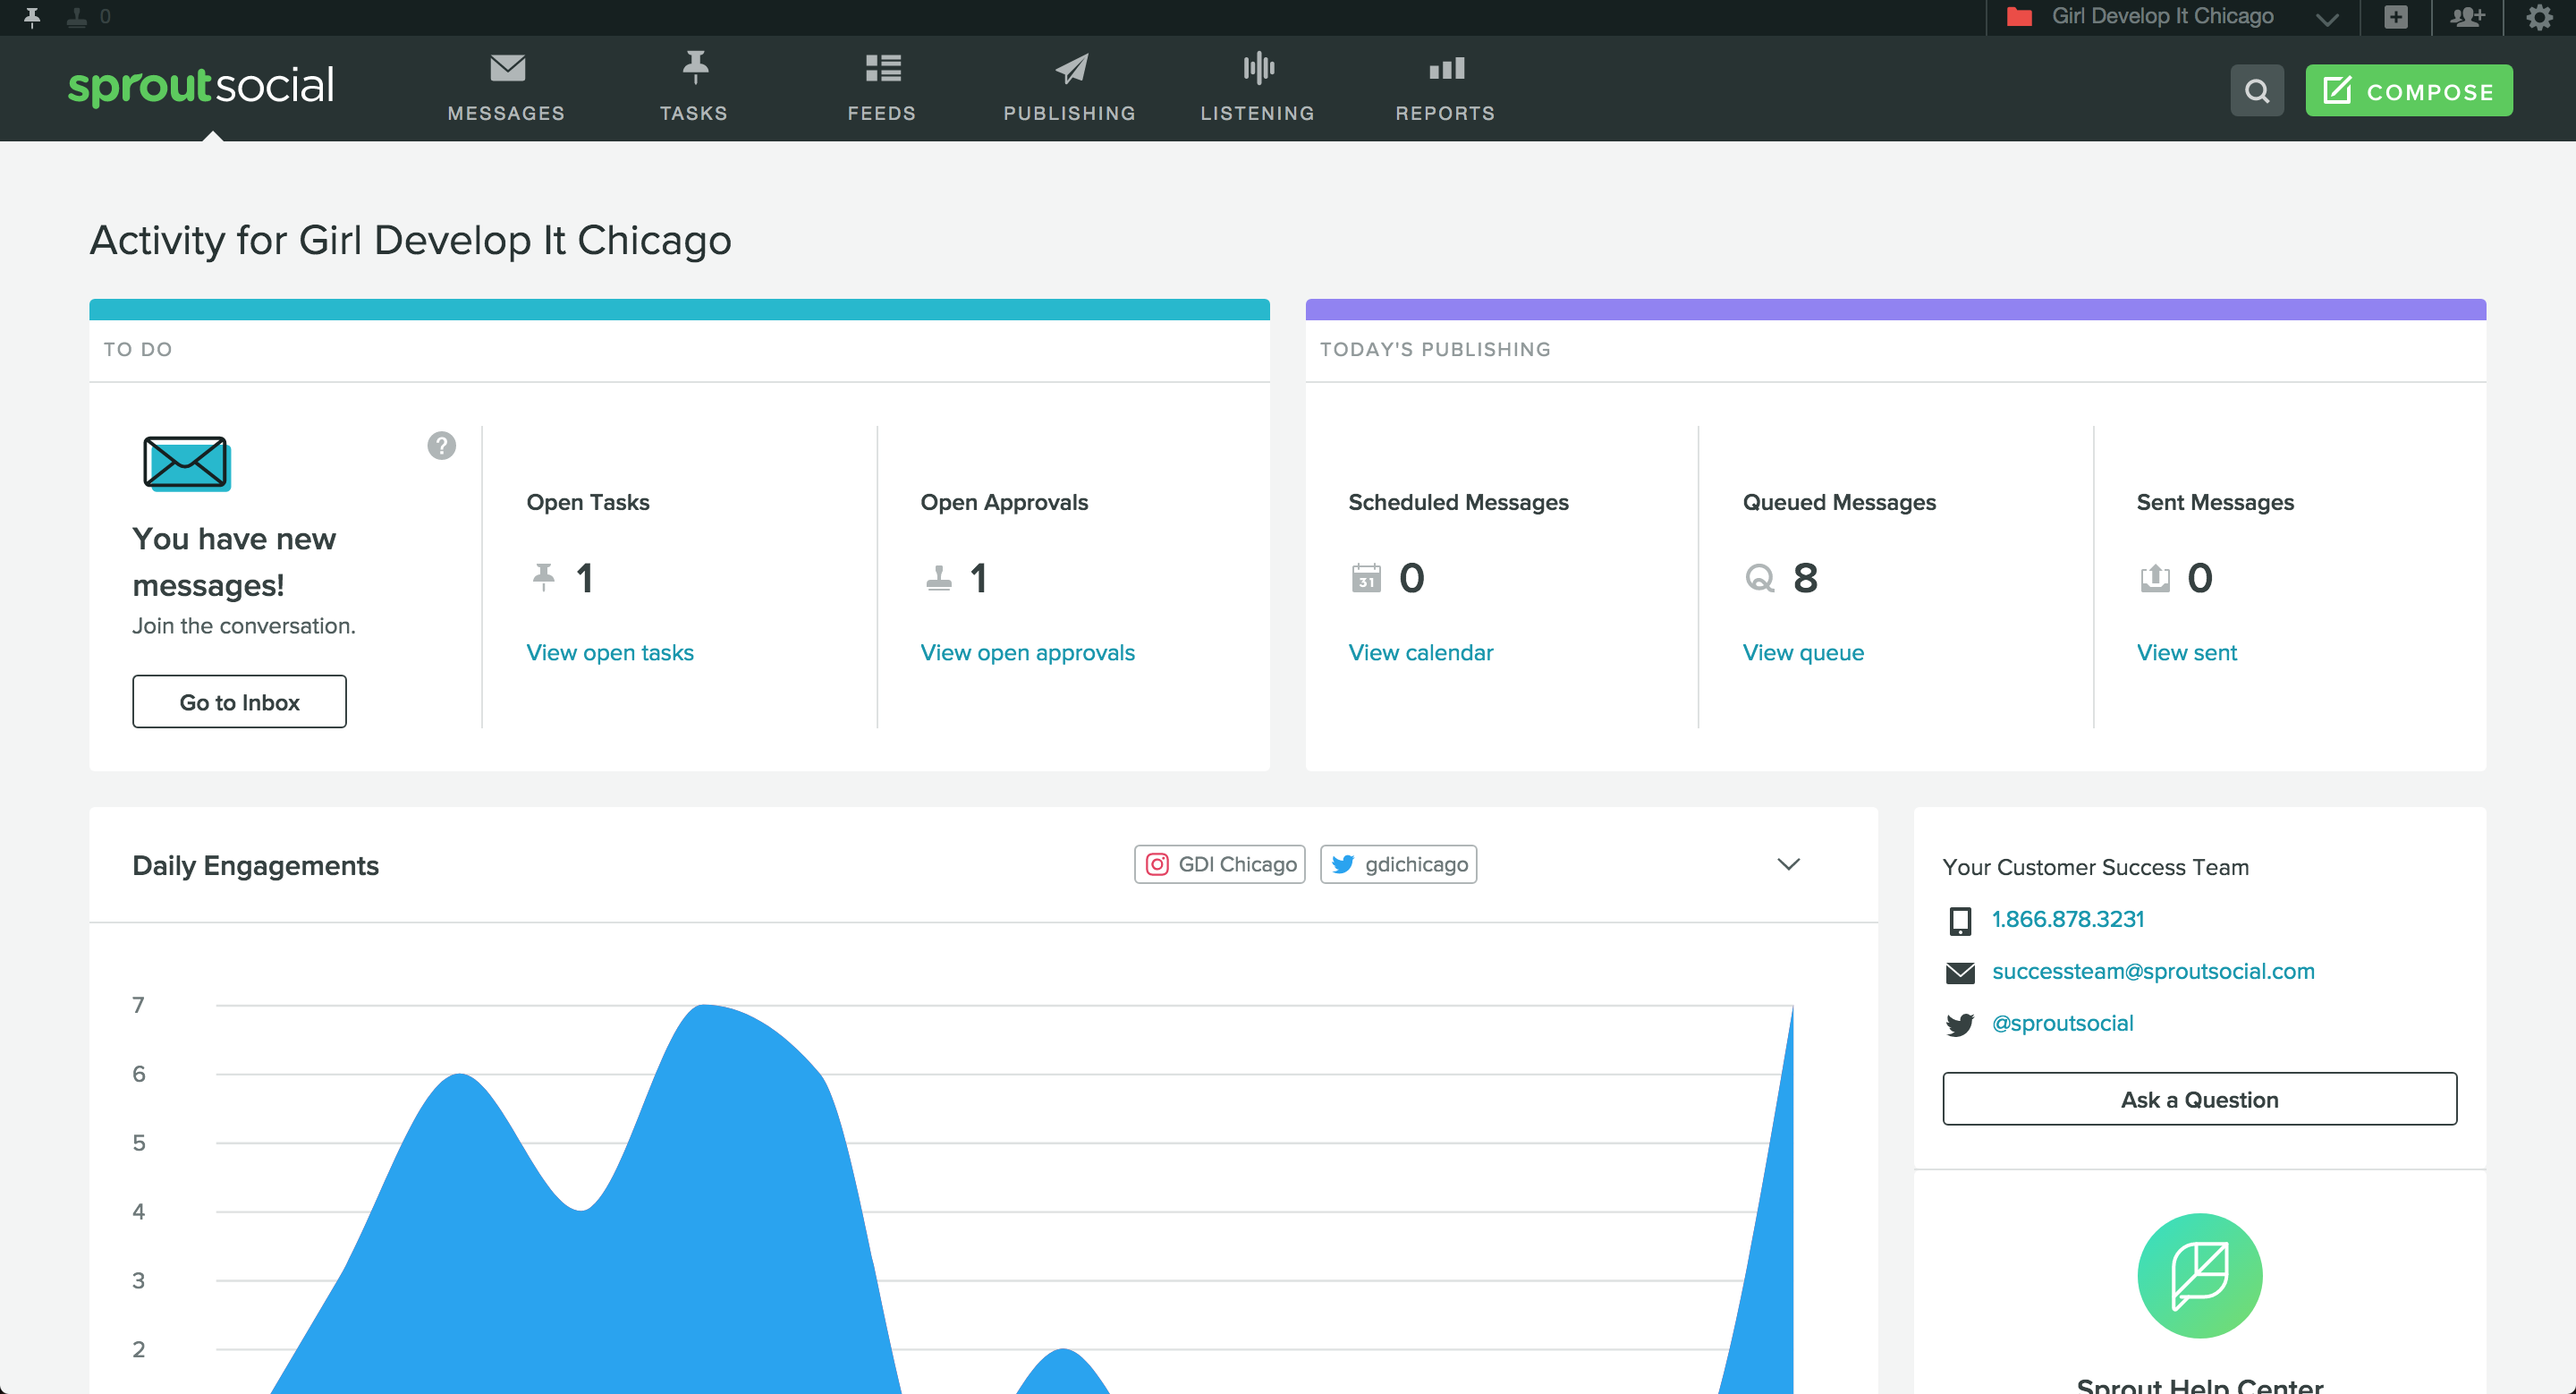 0
Girl Develop It Chicago
sproutsocial
MESSAGES
TASKS
FEEDS
PUBLISHING
LISTENING
REPORTS
COMPOSE
Activity for Girl Develop It Chicago
TO DO
?
You have new
messages!
Join the conversation.
Go to Inbox
Open Tasks
1
View open tasks
Open Approvals
1
View open approvals
TODAY'S PUBLISHING
Scheduled Messages
31
0
View calendar
Queued Messages
8
View queue
Sent Messages
0
View sent
Daily Engagements
GDI Chicago
gdichicago
7
6
5
4
3
2
Your Customer Success Team
1.866.878.3231
successteam@sproutsocial.com
@sproutsocial
Ask a Question
Sprout Help Center